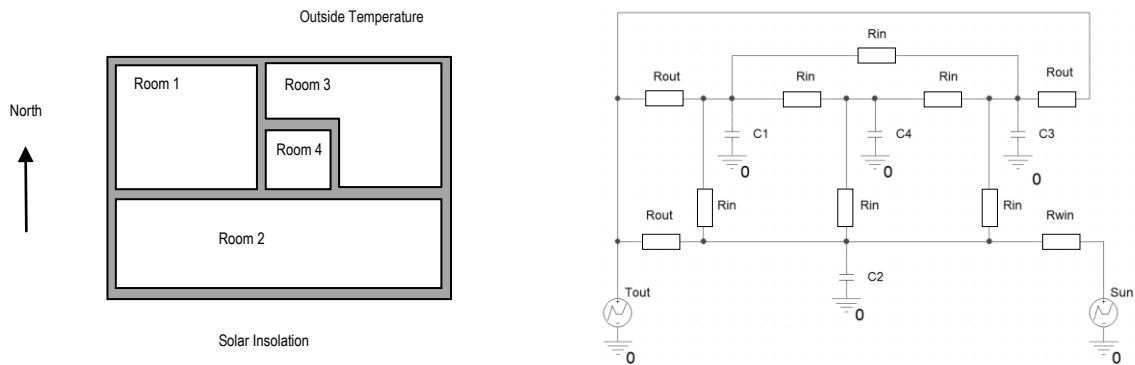 Outside Temperature
Room 1
Room 3
North
Room 4
Room 2
Solar Insolation
Rin
Rout
Rin
Rin
Rout
C1
C4
C3
0
0
0
Rin
Rin
Rin
Rout
Rwin
C2
Tout
Sun
0
0
0